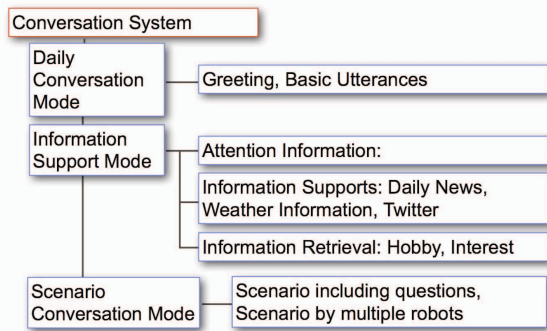 Conversation System
Daily
Conversation
Mode
Greeting, Basic Utterances
Information
Support Mode
Attention Information:
Information Supports: Daily News,
Weather Information, Twitter
Information Retrieval: Hobby, Interest
Scenario
Conversation Mode
Scenario including questions,
Scenario by multiple robots